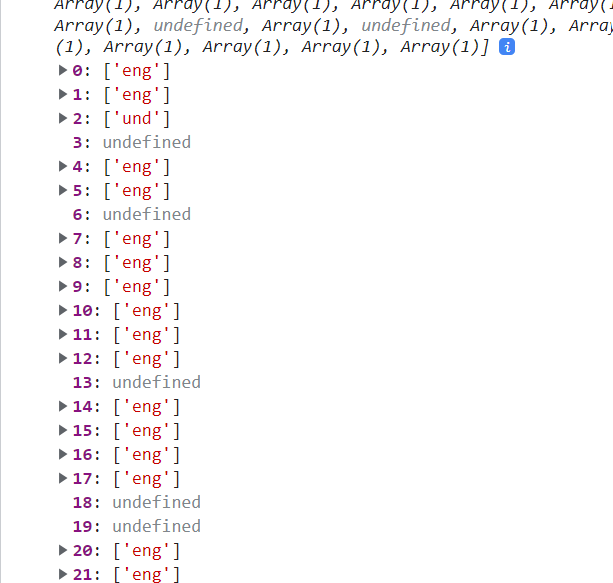 Array(1), Array(1), Array(1), Array(1), Array(1), Array(1), 
Array(1), undefined, Array(1), undefined, Array(1),
(1), Array(1), Array(1), Array(1), Array(1)] i
0: ['eng']
1: ['eng']
2: ['und']
3: undefined
4: ['eng']
5: ['eng']
6: undefined
7: ['eng']
8: ['eng']
9: ['eng']
10: ['eng']
11: ['eng']
12: ['eng']
13: undefined
14: ['eng']
15: ['eng']
16: ['eng']
17: ['eng']
18: undefined
19: undefined
20: ['eng']
21: ['eng']